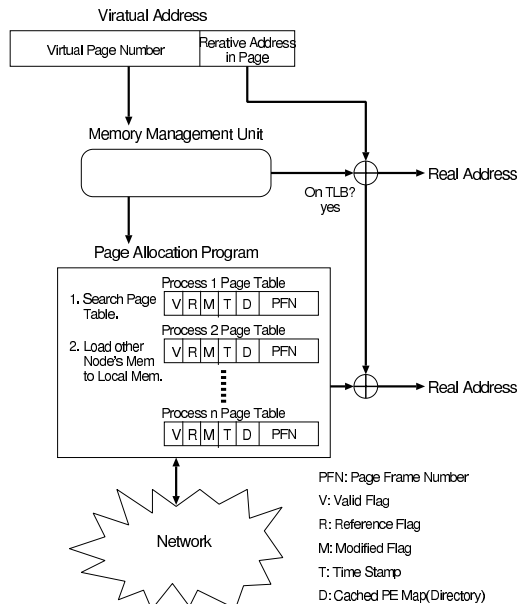 Viratual Address
Virtual Page Number
Rerative Address
in Page
Memory Management Unit
On TLB?
yes
Real Address
Page Allocation Program
1. Search Page
Table.
2. Load other
Node's Mem
to Local Mem.
Process 1 Page Table
V R M T D PFN
Process 2 Page Table
V R M T D PFN
Process n Page Table
V R M T D PFN
Real Address
Network
PFN: Page Frame Number
V: Valid Flag
R: Reference Flag
M: Modified Flag
T: Time Stamp
D: Cached PE Map(Directory)